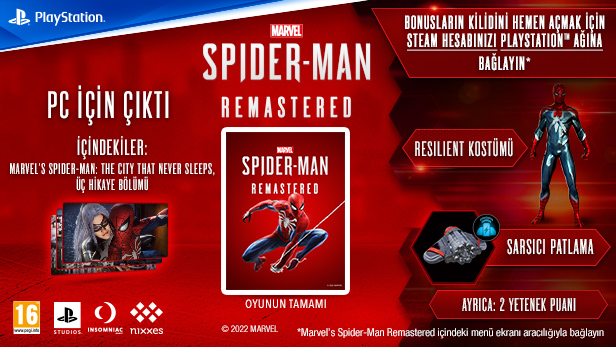 PlayStation
PC İÇİN ÇIKTI
İÇİNDEKİLER:
MARVEL'S SPIDER-MAN: THE CITY THAT NEVER SLEEPS,
ÜÇ HİKAYE BÖLÜMÜ
MARVEL
SPIDER-MAN
REMASTERED
MARVEL
SPIDER-MAN
REMASTERED
OYUNUN TAMAMI
BONUSLARIN KİLİDİNİ HEMEN AÇMAK İÇİN
STEAM HESABINIZI PLAYSTATION™ AĞINA
BAĞLAYIN*
RESILIENT KOSTÜMÜ
SARSICI PATLAMA
AYRICA: 2 YETENEK PUANI
16
www.pegi.info
PlayStation
STUDIOS
INSOMNIAC
GAMES
nixxes
© 2022 MARVEL
*Marvel's Spider-Man Remastered içindeki menü ekranı aracılığıyla bağlayın